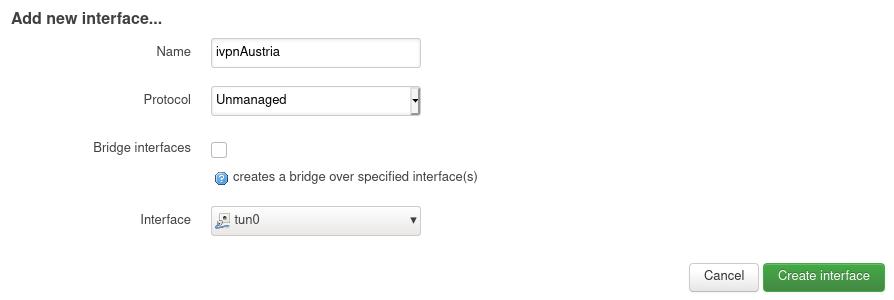 Add new interface...
Name
ivpnAustria
Protocol
Unmanaged
Bridge interfaces
creates a bridge over specified interface(s)
Interface
tun0
Cancel
Create interface